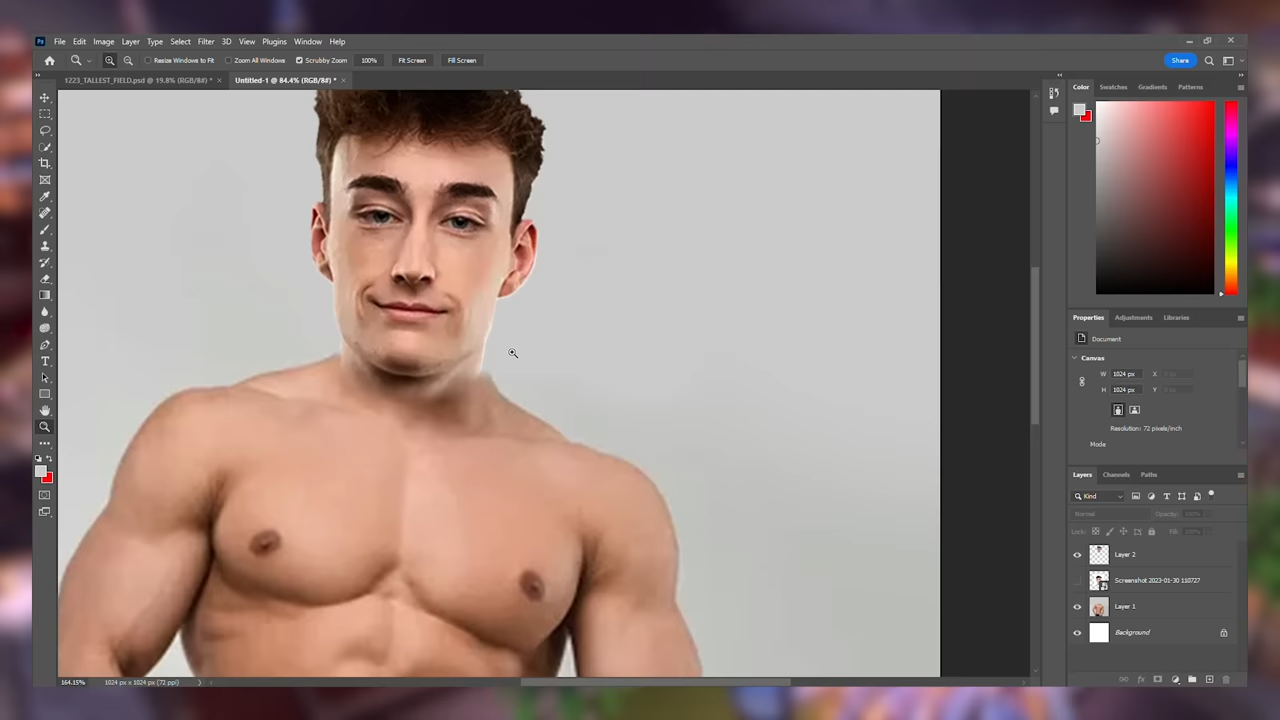 Ps File Edit Image Layer Type Select Filter 3D View Plugins Window Help
Resize Windows to Fit Zoom All Windows Scrubby Zoom 100% Fit Screen Fill Screen Share
1223_TALLEST_FIELD.psd @ 19.8% (RGB/8#) * × Untitled-1 @ 84.4% (RGB/8#) * ×
Color Swatches Gradients Patterns
Properties Adjustments Libraries
Document
Canvas
W 1024 px X
H 1024 px Y
Resolution: 72 pixels/inch
Mode
Layers Channels Paths
Kind
Normal Opacity: 100%
Lock: Fill: 100%
Layer 2
Screenshot 2023-01-30 110727
Layer 1
Background
164.15% 1024 px x 1024 px (72 ppi)